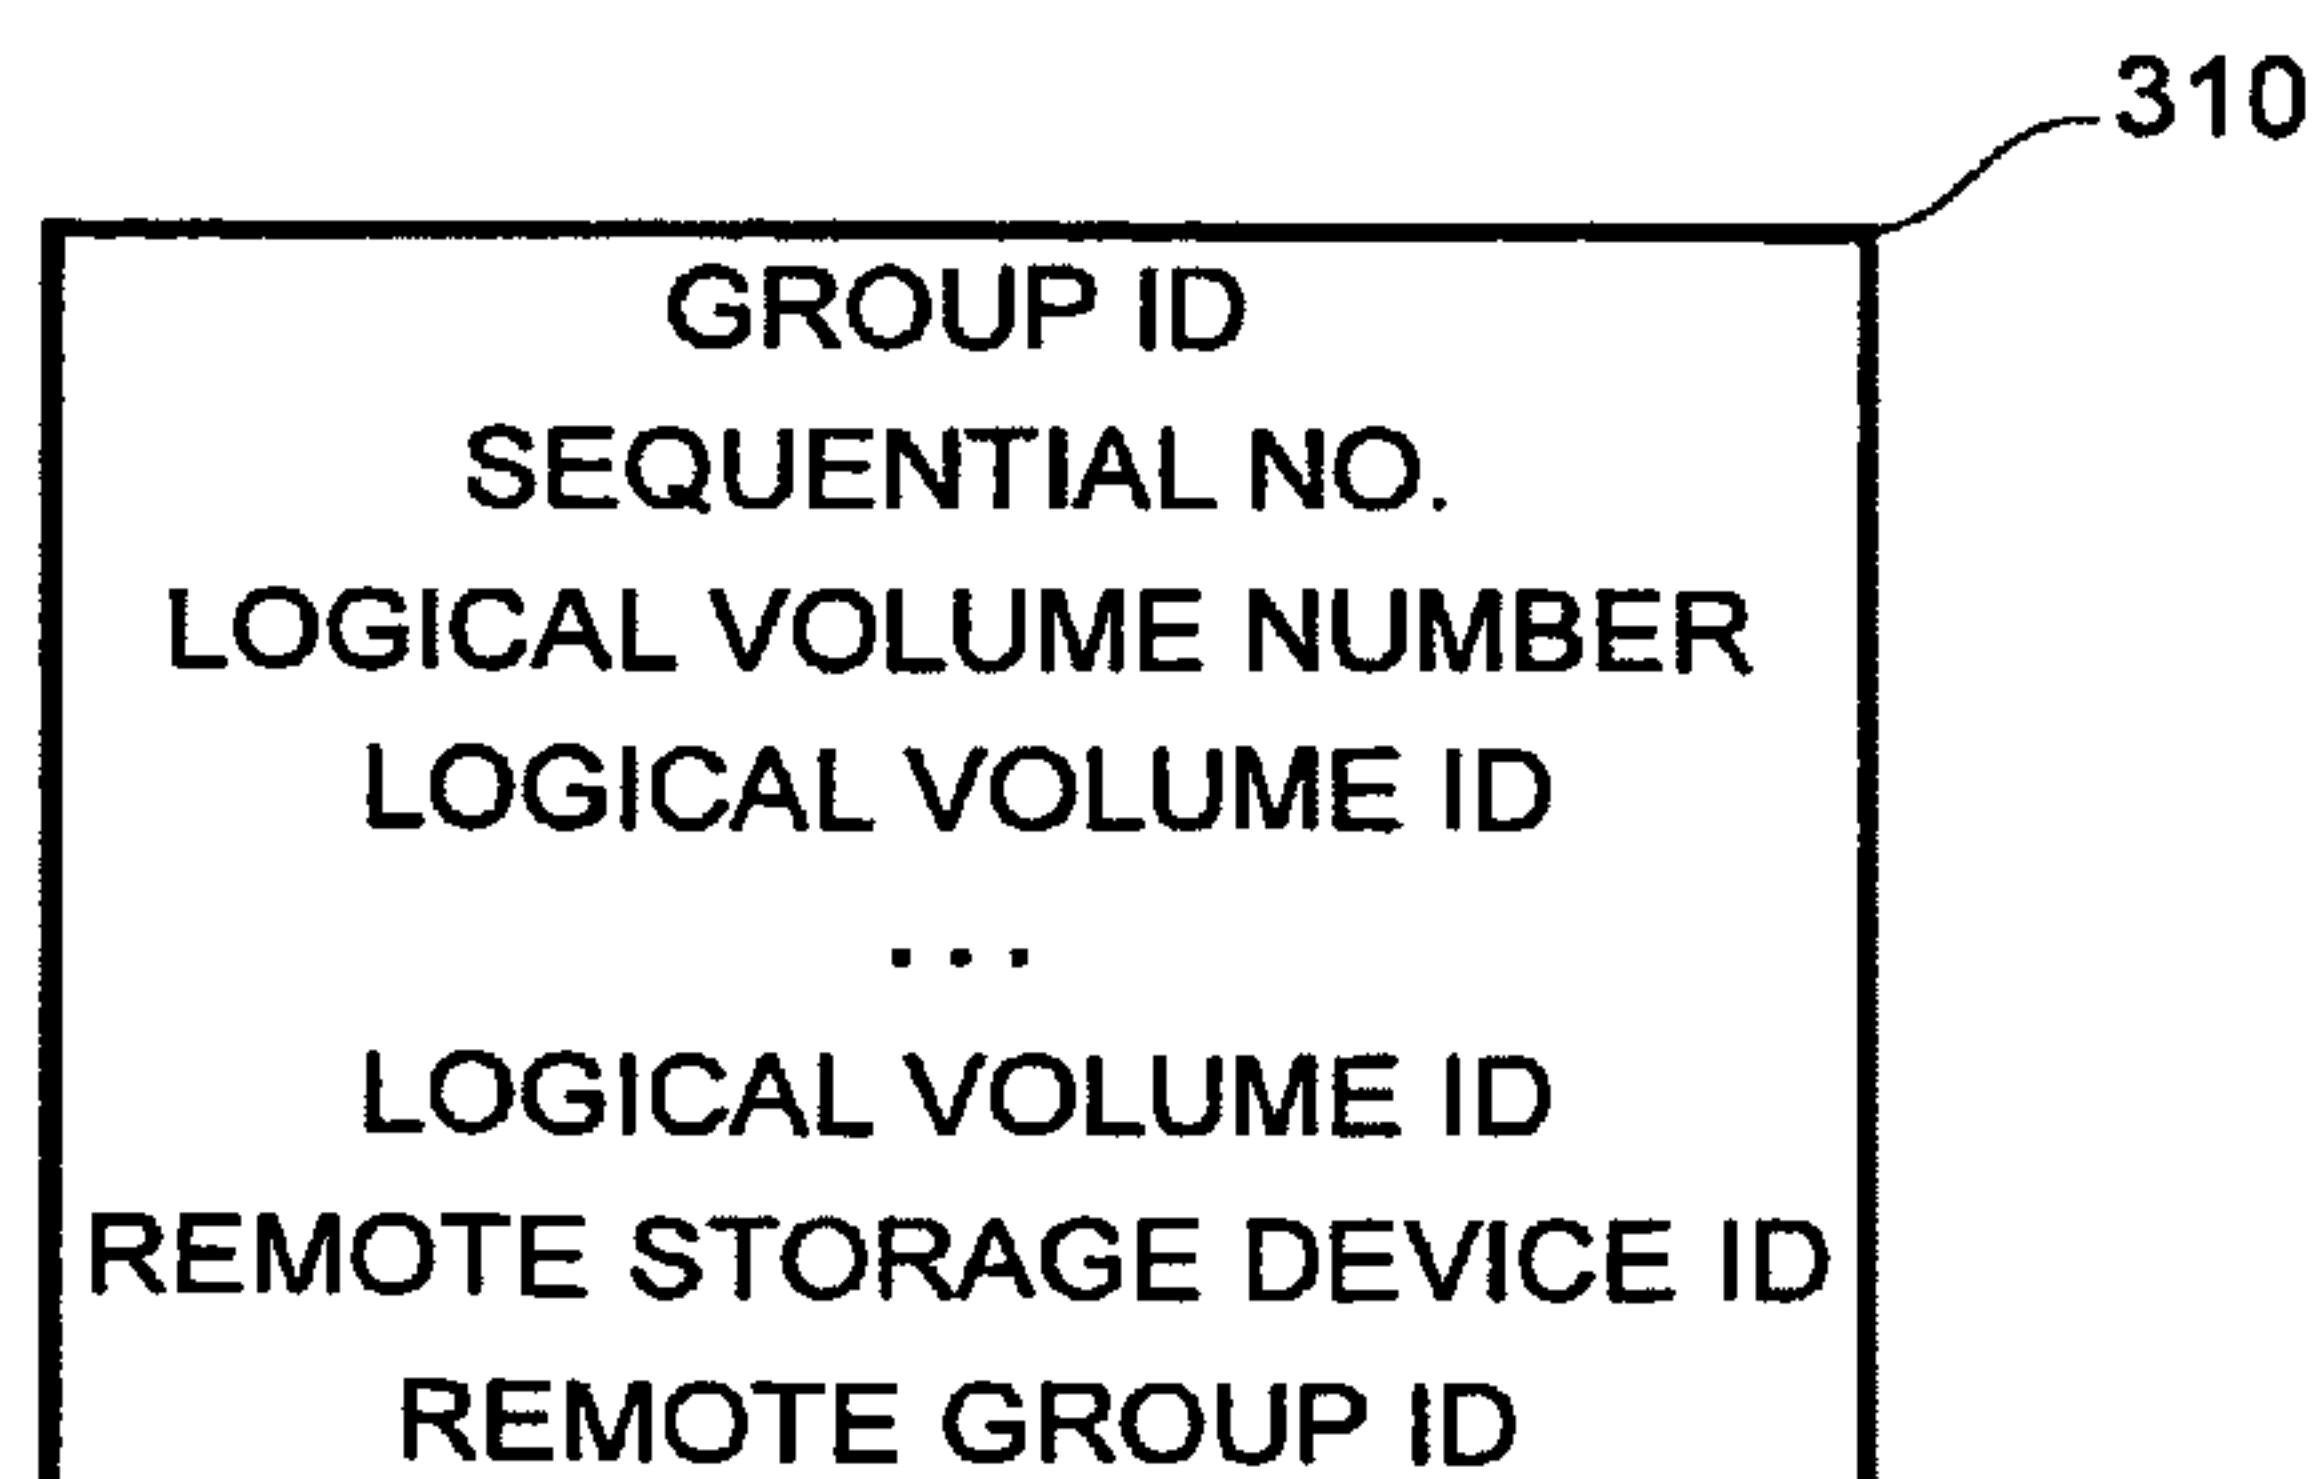 310
GROUP ID
SEQUENTIAL NO.
LOGICAL VOLUME NUMBER
LOGICAL VOLUME ID
...
LOGICAL VOLUME ID
REMOTE STORAGE DEVICE ID
REMOTE GROUP ID